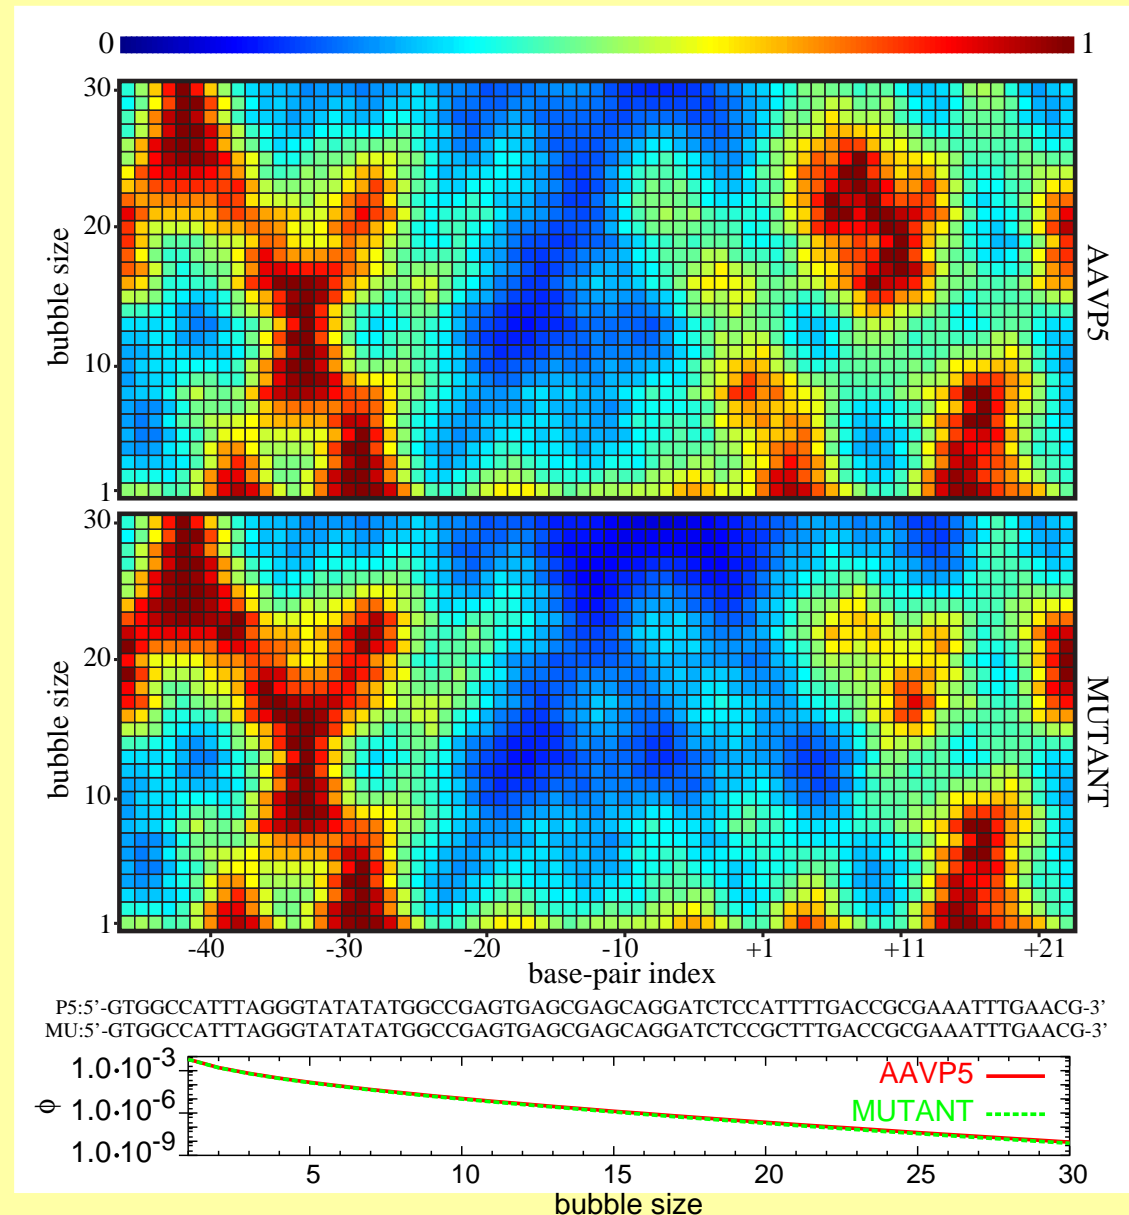 0 1
30
20
10
1
bubble size
AAVP5
30
20
10
1
bubble size
MUTANT
-40 -30 -20 -10 +1 +11 +21
base-pair index
P5:5’-GTGGCCATTTAGGGTATATATGGCCGAGTGAGCGAGCAGGATCTCCATTTTGACCGCGAAATTTGAACG-3’
MU:5’-GTGGCCATTTAGGGTATATATGGCCGAGTGAGCGAGCAGGATCTCCGCTTTGACCGCGAAATTTGAACG-3’
1.0·10-3
1.0·10-6
1.0·10-9
ϕ
AAVP5
MUTANT
5 10 15 20 25 30
bubble size